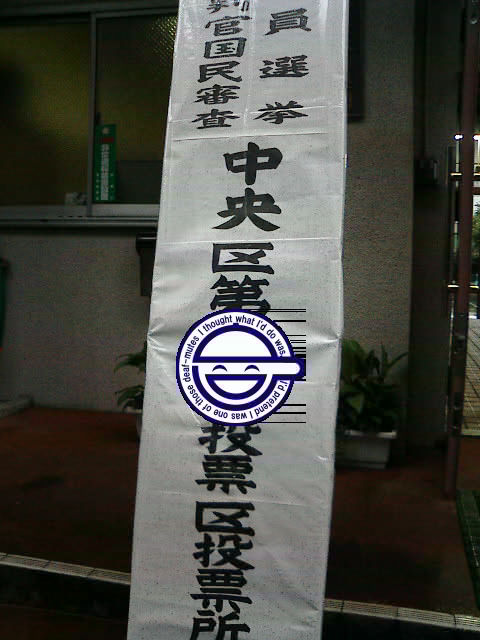 員選挙
判官国民審査
中央区第
投票区投票所
I thought what I'd do was, I'd pretend I was one of those deaf-mutes